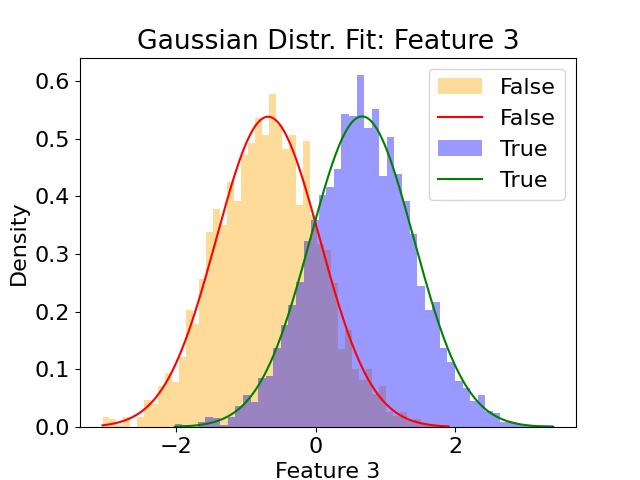 Gaussian Distr. Fit: Feature 3
0.6
0.5
0.4
0.3
0.2
0.1
0.0
Density
False
False
True
True
−2
0
2
Feature 3